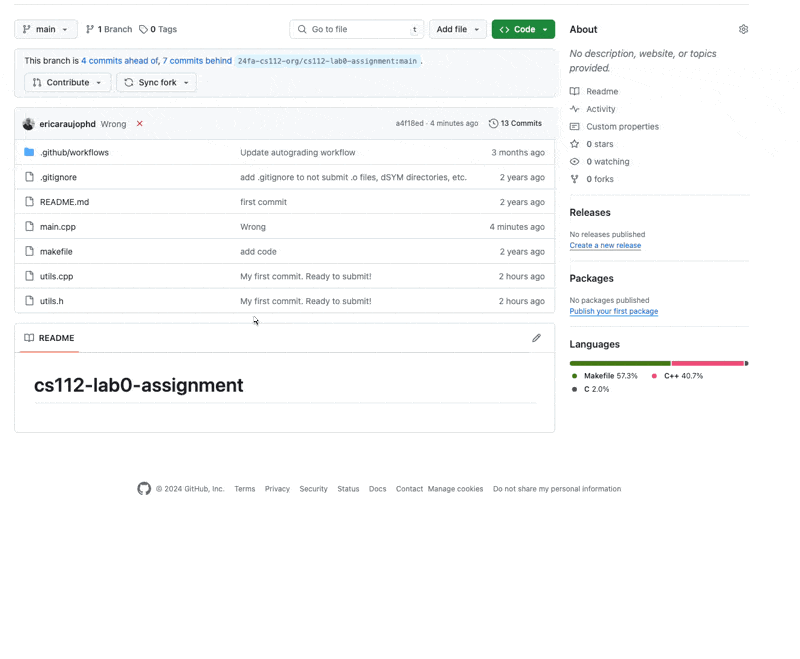 main 1 Branch 0 Tags Go to file t Add file Code
This branch is 4 commits ahead of, 7 commits behind 24fa-cs112-org/cs112-lab0-assignment:main .
Contribute Sync fork
ericaraujophd Wrong a4f18ed · 4 minutes ago 13 Commits
.github/workflows Update autograding workflow 3 months ago
.gitignore add .gitignore to not submit .o files, dSYM directories, etc. 2 years ago
README.md first commit 2 years ago
main.cpp Wrong 4 minutes ago
makefile add code 2 years ago
utils.cpp My first commit. Ready to submit! 2 hours ago
utils.h My first commit. Ready to submit! 2 hours ago
README
cs112-lab0-assignment
About
No description, website, or topics
provided.
Readme
Activity
Custom properties
0 stars
0 watching
0 forks
Releases
No releases published
Create a new release
Packages
No packages published
Publish your first package
Languages
Makefile 57.3% C++ 40.7%
C 2.0%
© 2024 GitHub, Inc. Terms Privacy Security Status Docs Contact Manage cookies Do not share my personal information